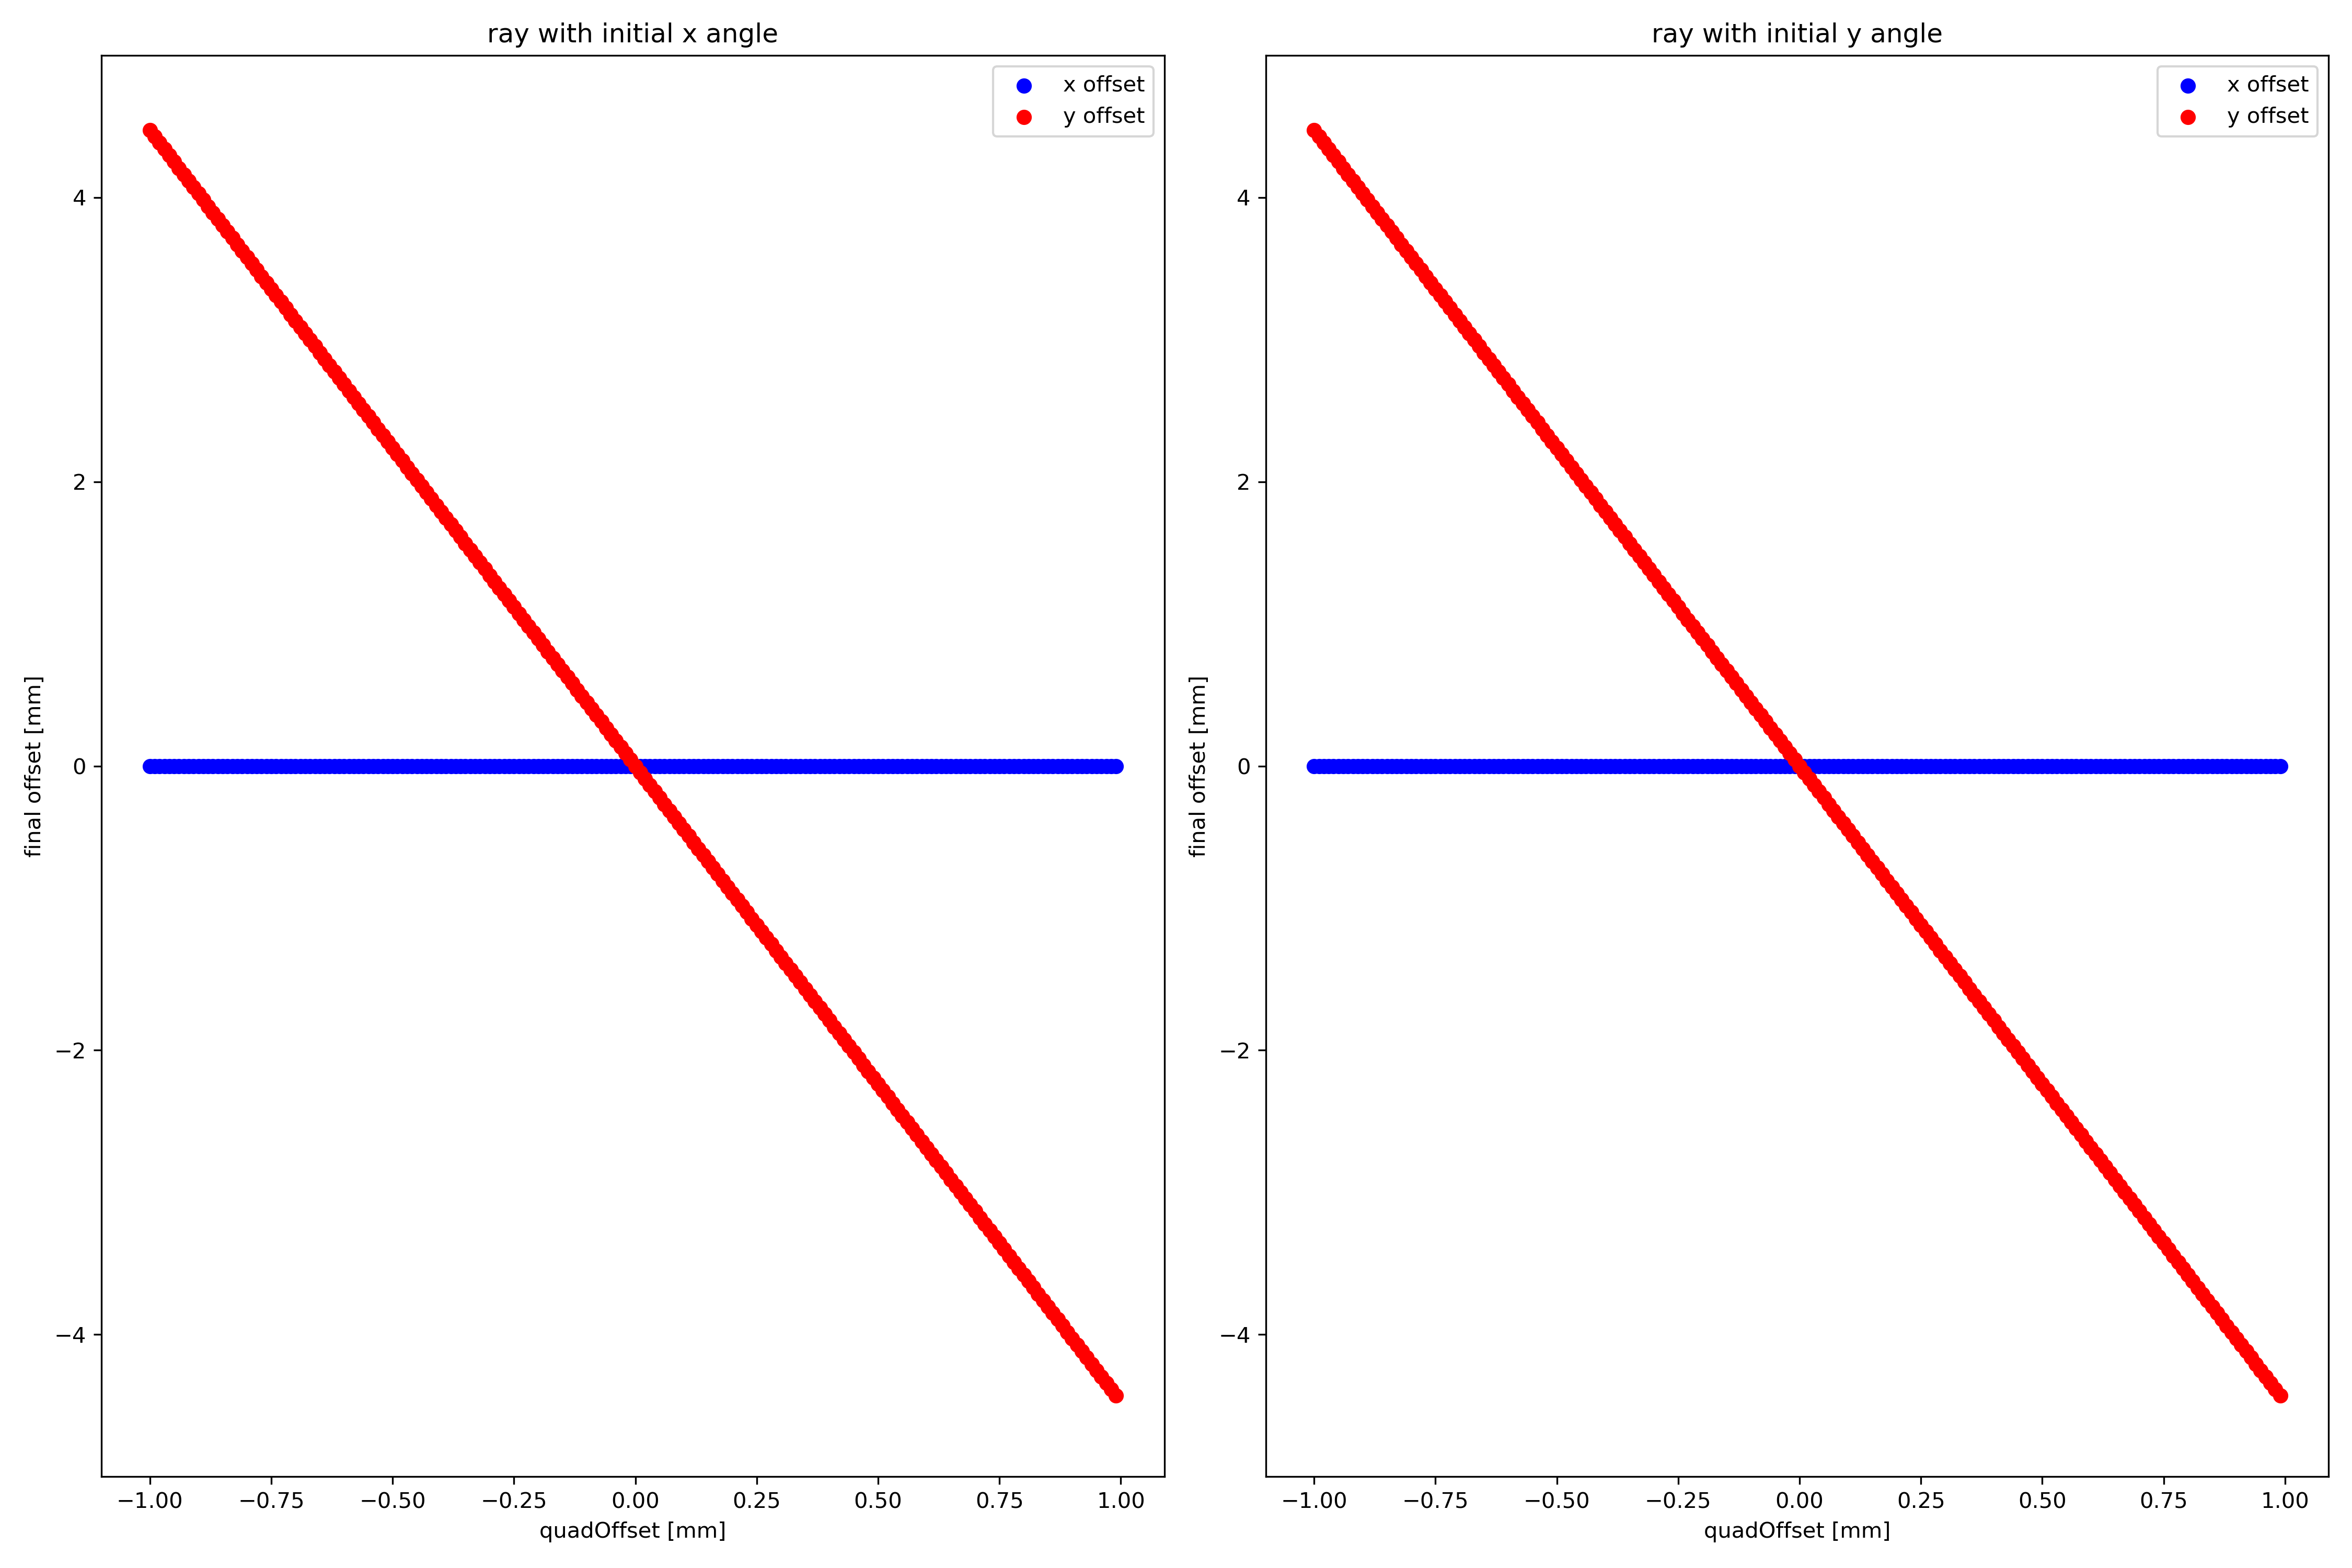 ray with initial x angle
x offset
y offset
4
2
0
−2
−4
final offset [mm]
−1.00 −0.75 −0.50 −0.25 0.00 0.25 0.50 0.75 1.00
quadOffset [mm]
ray with initial y angle
x offset
y offset
4
2
0
−2
−4
final offset [mm]
−1.00 −0.75 −0.50 −0.25 0.00 0.25 0.50 0.75 1.00
quadOffset [mm]